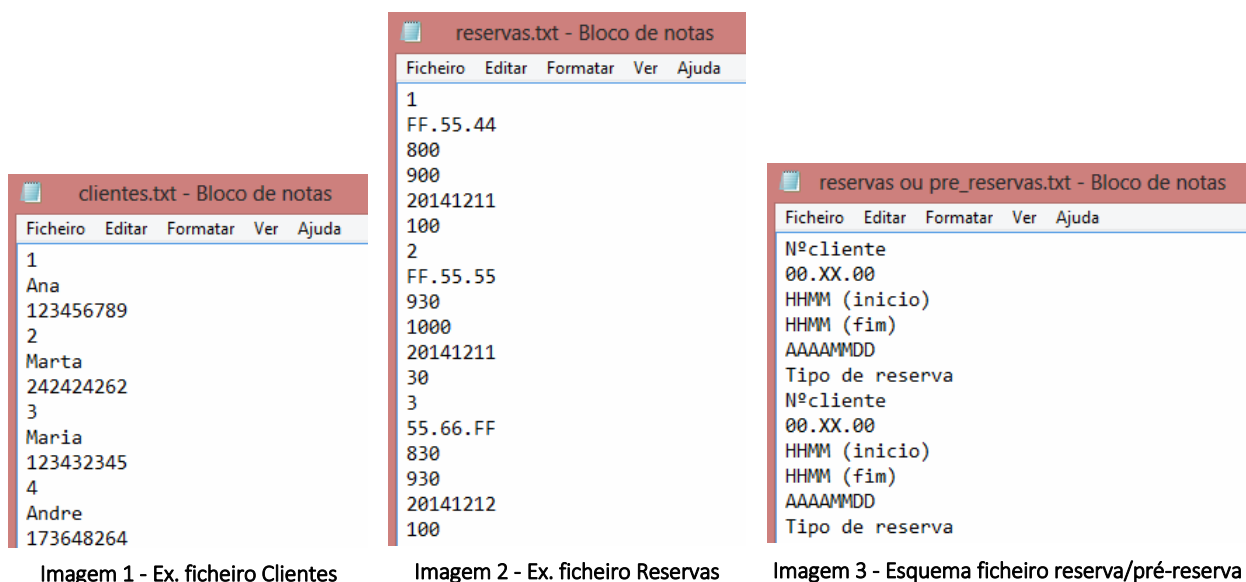 clientes.txt - Bloco de notas
Ficheiro Editar Formatar Ver Ajuda
1
Ana
123456789
2
Marta
242424262
3
Maria
123432345
4
Andre
173648264
Imagem 1 - Ex. ficheiro Clientes
reservas.txt - Bloco de notas
Ficheiro Editar Formatar Ver Ajuda
1
FF.55.44
800
900
20141211
100
2
FF.55.55
930
1000
20141211
30
3
55.66.FF
830
930
20141212
100
Imagem 2 - Ex. ficheiro Reservas
reservas ou pre_reservas.txt - Bloco de notas
Ficheiro Editar Formatar Ver Ajuda
Nºcliente
00.XX.00
HHMM (inicio)
HHMM (fim)
AAAAMMDD
Tipo de reserva
Nºcliente
00.XX.00
HHMM (inicio)
HHMM (fim)
AAAAMMDD
Tipo de reserva
Imagem 3 - Esquema ficheiro reserva/pré-reserva